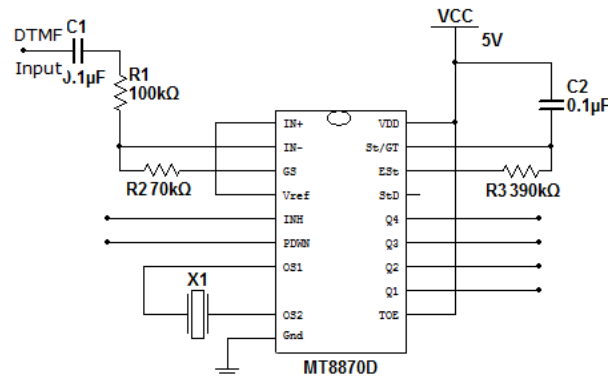 DTMF
Input
C1
0.1µF
R1
100kΩ
R2 70kΩ
VCC
5V
C2
0.1µF
R3 390kΩ
IN+
IN-
GS
Vref
INH
PDWN
OS1
OS2
Gnd
VDD
St/GT
ESt
StD
Q4
Q3
Q2
Q1
TOE
X1
MT8870D